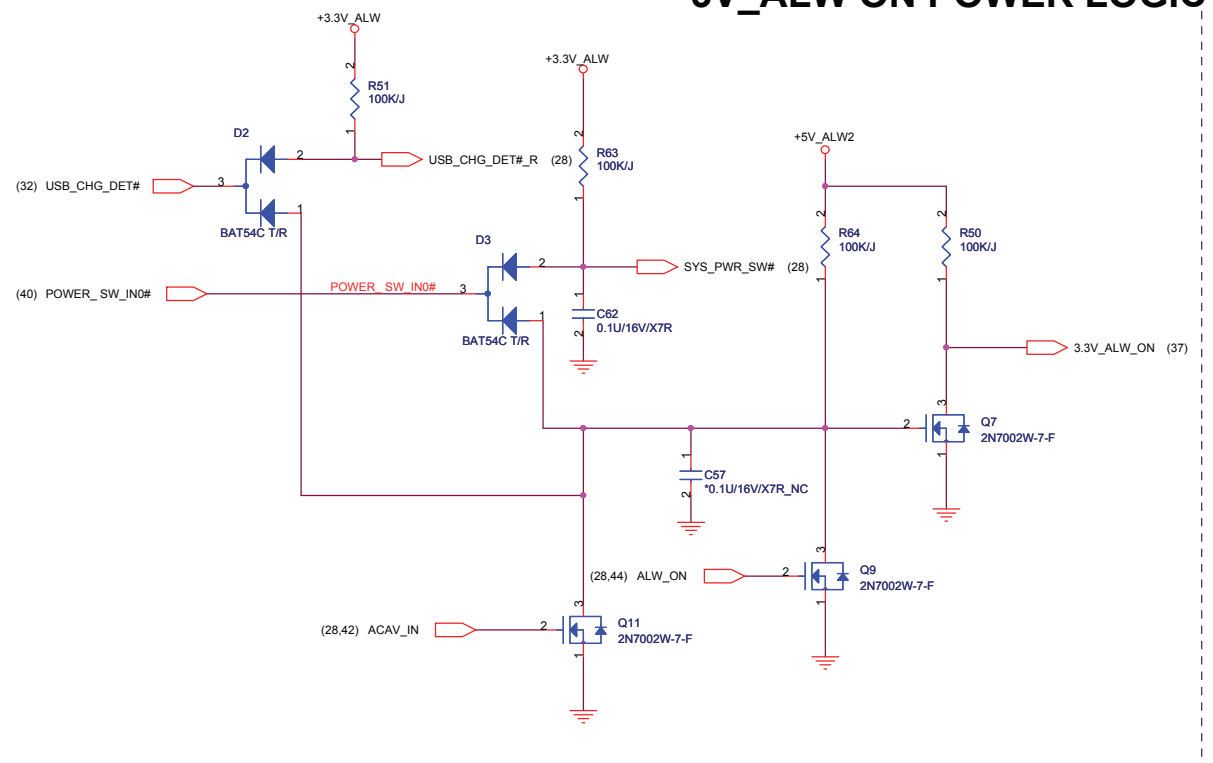 +3.3V_ALW
2
R51
100K/J
1
+3.3V_ALW
2
R63
100K/J
1
D2
2
USB_CHG_DET#_R (28)
(32) USB_CHG_DET#
3
1
BAT54C T/R
D3
2
SYS_PWR_SW# (28)
(40) POWER_ SW_IN0#
POWER_ SW_IN0#
3
1
BAT54C T/R
1
C62
0.1U/16V/X7R
2
+5V_ALW2
2
R64
100K/J
1
2
R50
100K/J
1
3.3V_ALW_ON (37)
3
2
Q7
2N7002W-7-F
1
1
C57
*0.1U/16V/X7R_NC
2
3
(28,44) ALW_ON
2
Q9
2N7002W-7-F
1
3
(28,42) ACAV_IN
2
Q11
2N7002W-7-F
1